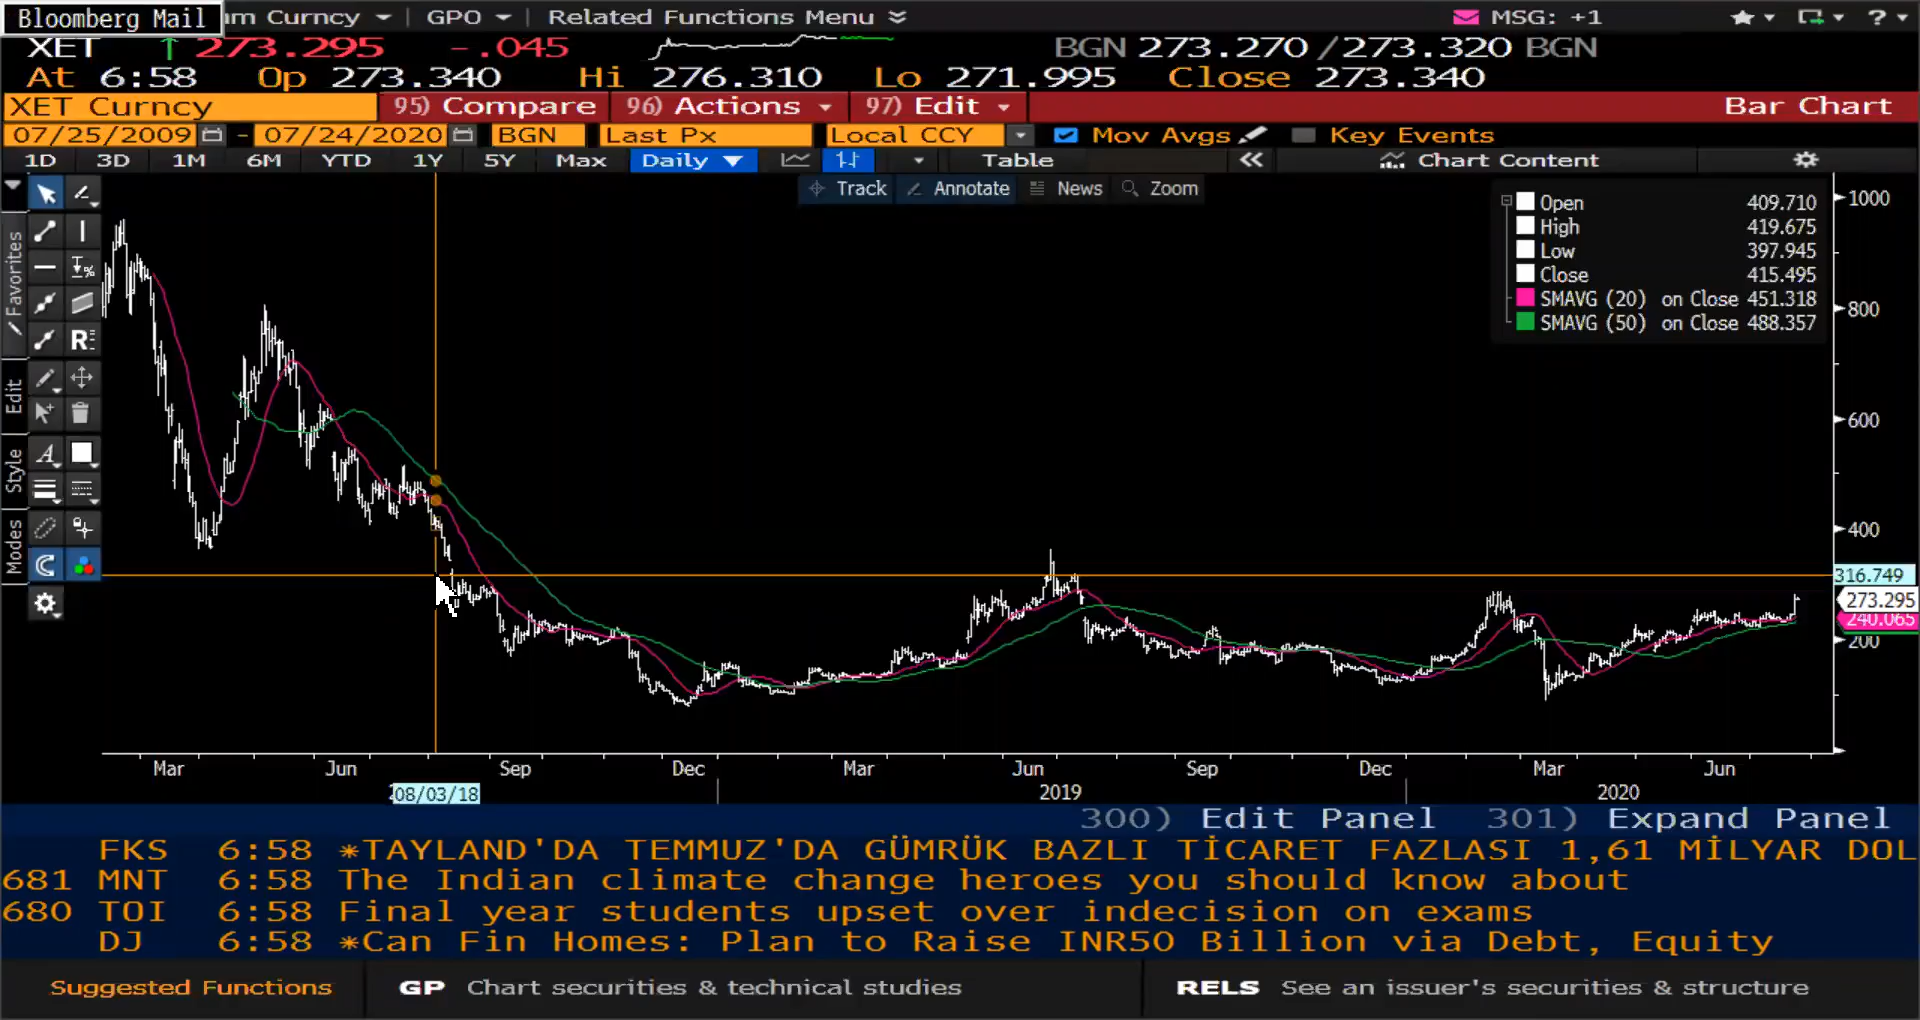 Bloomberg Mail um Curncy GPO Related Functions Menu MSG: +1 ?
XET ↑ 273.295 -.045 BGN 273.270 /273.320 BGN
At 6:58 Op 273.340 Hi 276.310 Lo 271.995 Close 273.340
XET Curncy 95) Compare 96) Actions 97) Edit Bar Chart
07/25/2009 - 07/24/2020 BGN Last Px Local CCY Mov Avgs Key Events
1D 3D 1M 6M YTD 1Y 5Y Max Daily ▼ Table « Chart Content
Track Annotate News Zoom
Favorites
Edit
Style
Modes
Open 409.710
High 419.675
Low 397.945
Close 415.495
SMAVG (20) on Close 451.318
SMAVG (50) on Close 488.357
1000
800
600
400
316.749
273.295
240.065
200
Mar Jun Sep Dec Mar Jun Sep Dec Mar Jun
08/03/18 2019 2020
300) Edit Panel 301) Expand Panel
FKS 6:58 *TAYLAND'DA TEMMUZ'DA GÜMRÜK BAZLI TİCARET FAZLASI 1,61 MİLYAR DOL
681 MNT 6:58 The Indian climate change heroes you should know about
680 TOI 6:58 Final year students upset over indecision on exams
DJ 6:58 *Can Fin Homes: Plan to Raise INR50 Billion via Debt, Equity
Suggested Functions GP Chart securities & technical studies RELS See an issuer's securities & structure